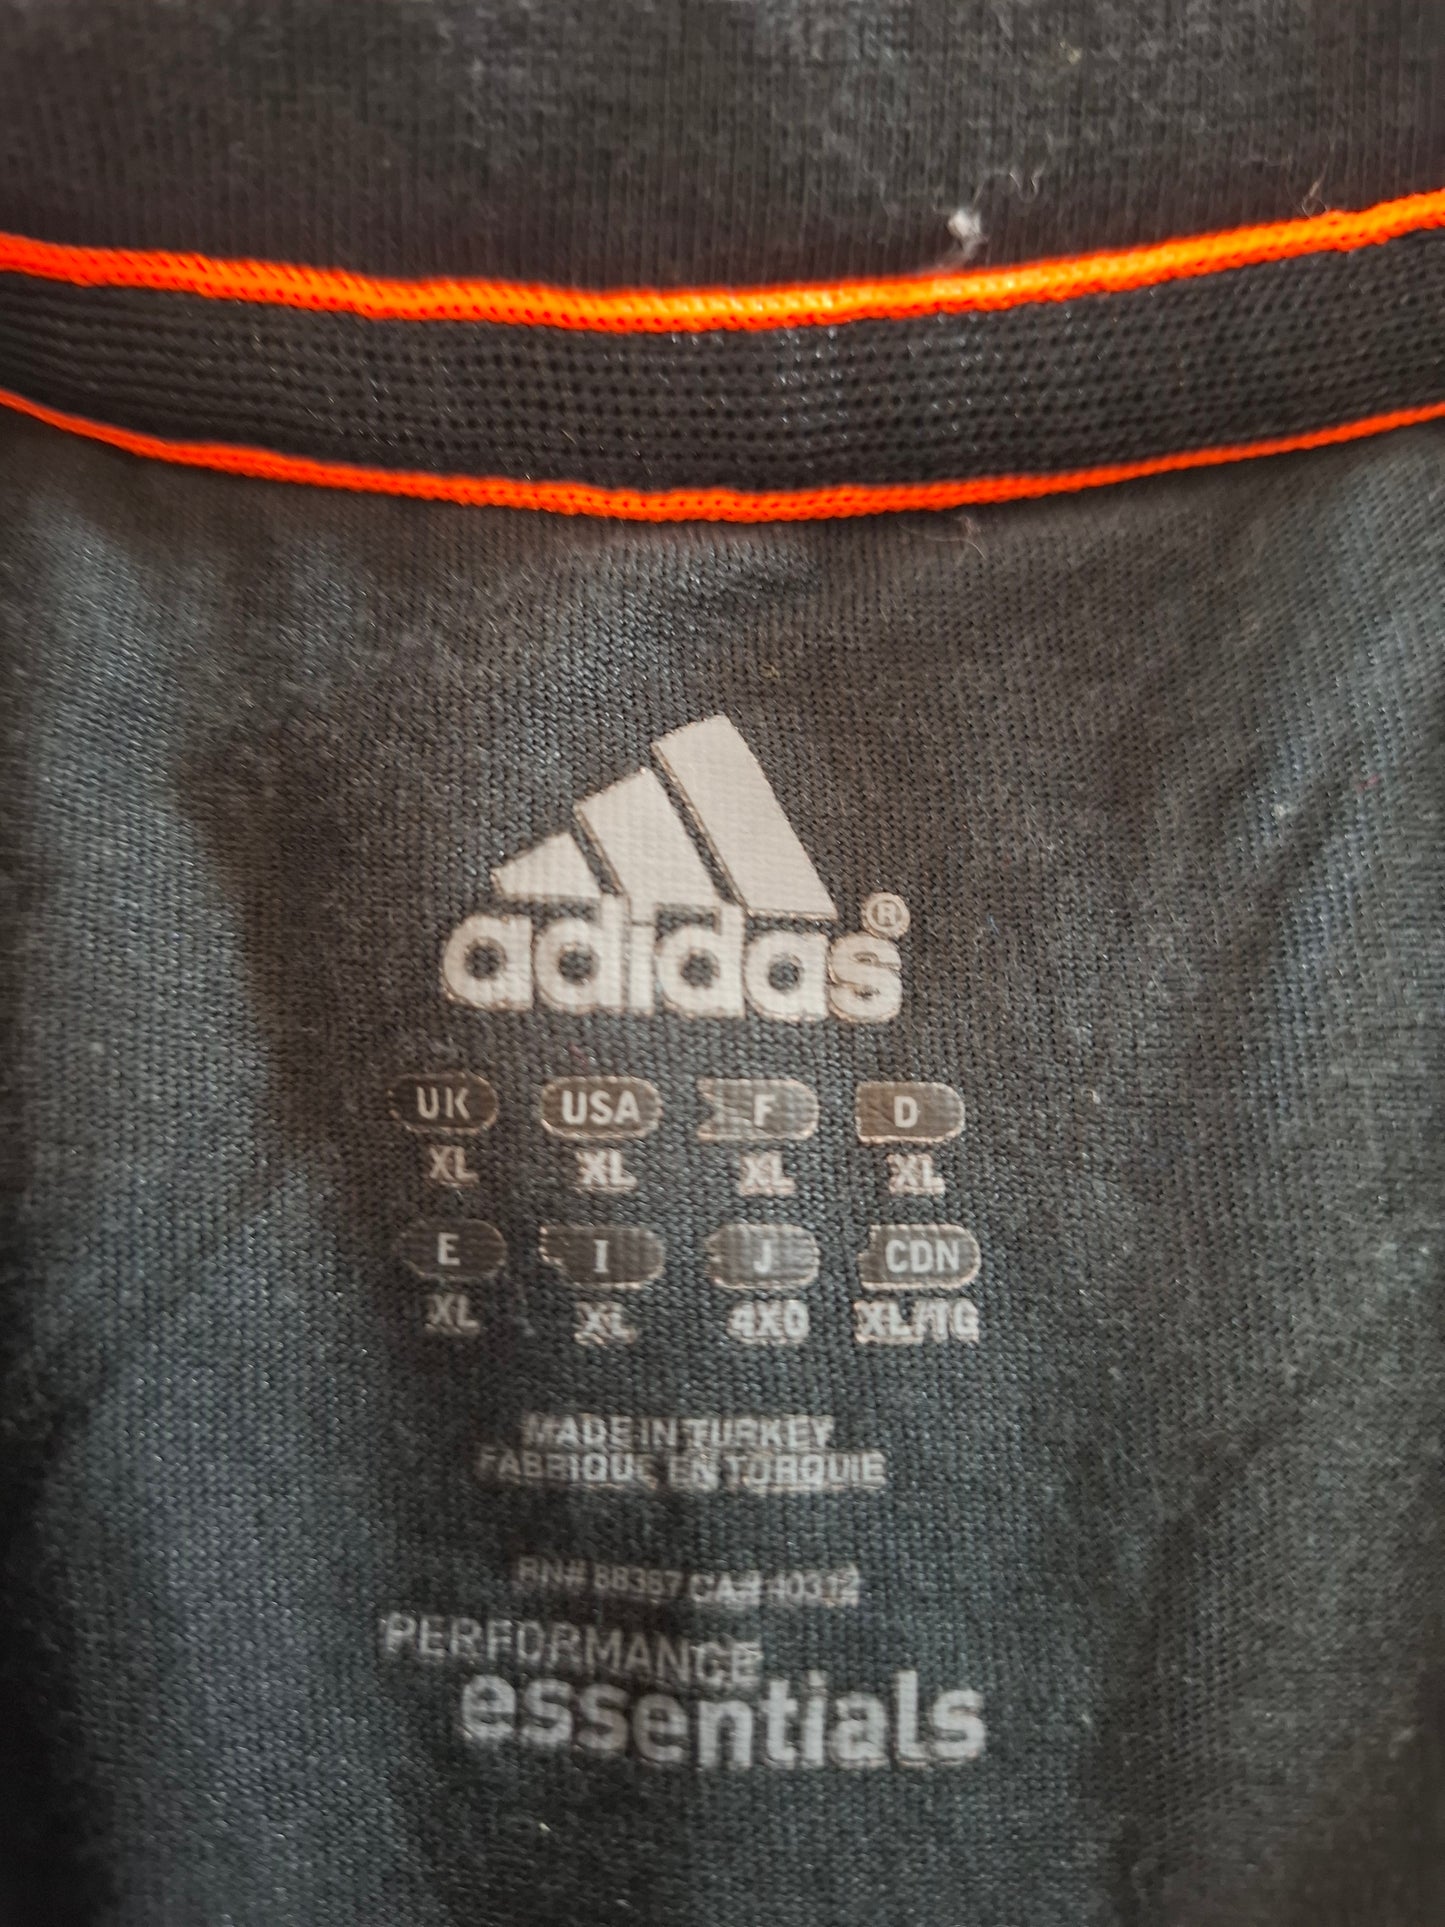 adidas®
UK USA F D
XL XL XL XL
E I J CDN
XL XL 4XO XL/TG
MADE IN TURKEY
FABRIQUE EN TURQUIE
RN# 88387 CA# 40312
PERFORMANCE
essentials